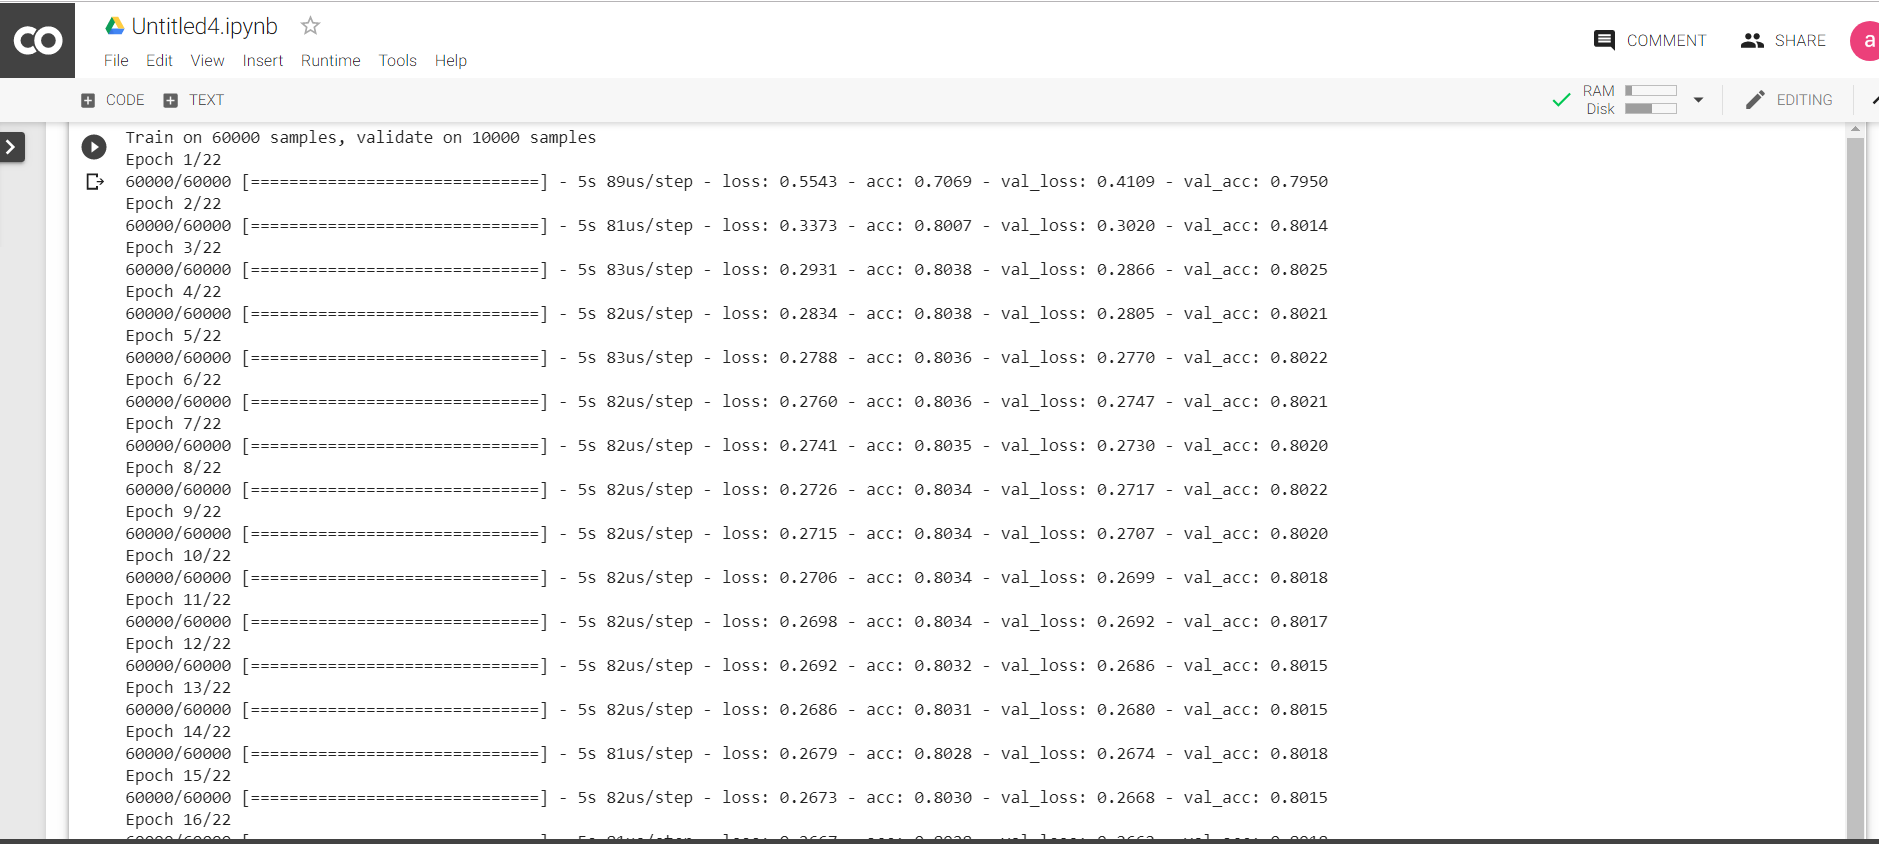 CO
Untitled4.ipynb
File Edit View Insert Runtime Tools Help
COMMENT
SHARE
a
CODE
TEXT
RAM
Disk
EDITING
Train on 60000 samples, validate on 10000 samples
Epoch 1/22
60000/60000 [==============================] - 5s 89us/step - loss: 0.5543 - acc: 0.7069 - val_loss: 0.4109 - val_acc: 0.7950
Epoch 2/22
60000/60000 [==============================] - 5s 81us/step - loss: 0.3373 - acc: 0.8007 - val_loss: 0.3020 - val_acc: 0.8014
Epoch 3/22
60000/60000 [==============================] - 5s 83us/step - loss: 0.2931 - acc: 0.8038 - val_loss: 0.2866 - val_acc: 0.8025
Epoch 4/22
60000/60000 [==============================] - 5s 82us/step - loss: 0.2834 - acc: 0.8038 - val_loss: 0.2805 - val_acc: 0.8021
Epoch 5/22
60000/60000 [==============================] - 5s 83us/step - loss: 0.2788 - acc: 0.8036 - val_loss: 0.2770 - val_acc: 0.8022
Epoch 6/22
60000/60000 [==============================] - 5s 82us/step - loss: 0.2760 - acc: 0.8036 - val_loss: 0.2747 - val_acc: 0.8021
Epoch 7/22
60000/60000 [==============================] - 5s 82us/step - loss: 0.2741 - acc: 0.8035 - val_loss: 0.2730 - val_acc: 0.8020
Epoch 8/22
60000/60000 [==============================] - 5s 82us/step - loss: 0.2726 - acc: 0.8034 - val_loss: 0.2717 - val_acc: 0.8022
Epoch 9/22
60000/60000 [==============================] - 5s 82us/step - loss: 0.2715 - acc: 0.8034 - val_loss: 0.2707 - val_acc: 0.8020
Epoch 10/22
60000/60000 [==============================] - 5s 82us/step - loss: 0.2706 - acc: 0.8034 - val_loss: 0.2699 - val_acc: 0.8018
Epoch 11/22
60000/60000 [==============================] - 5s 82us/step - loss: 0.2698 - acc: 0.8034 - val_loss: 0.2692 - val_acc: 0.8017
Epoch 12/22
60000/60000 [==============================] - 5s 82us/step - loss: 0.2692 - acc: 0.8032 - val_loss: 0.2686 - val_acc: 0.8015
Epoch 13/22
60000/60000 [==============================] - 5s 82us/step - loss: 0.2686 - acc: 0.8031 - val_loss: 0.2680 - val_acc: 0.8015
Epoch 14/22
60000/60000 [==============================] - 5s 81us/step - loss: 0.2679 - acc: 0.8028 - val_loss: 0.2674 - val_acc: 0.8018
Epoch 15/22
60000/60000 [==============================] - 5s 82us/step - loss: 0.2673 - acc: 0.8030 - val_loss: 0.2668 - val_acc: 0.8015
Epoch 16/22